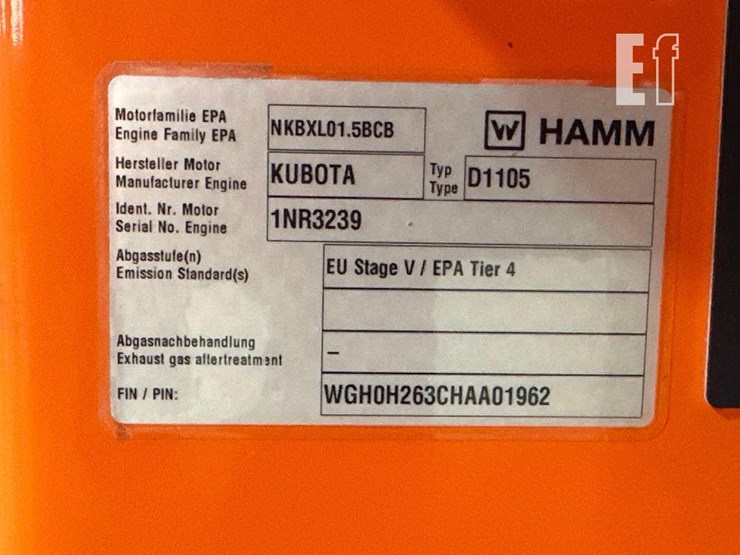 Ef
Motorfamilie EPA
Engine Family EPA
NKBXL01.5BCB
HAMM
Hersteller Motor
Manufacturer Engine
KUBOTA
Typ
Type
D1105
Ident. Nr. Motor
Serial No. Engine
1NR3239
Abgasstufe(n)
Emission Standard(s)
EU Stage V / EPA Tier 4
Abgasnachbehandlung
Exhaust gas aftertreatment
–
FIN / PIN:
WGH0H263CHAA01962